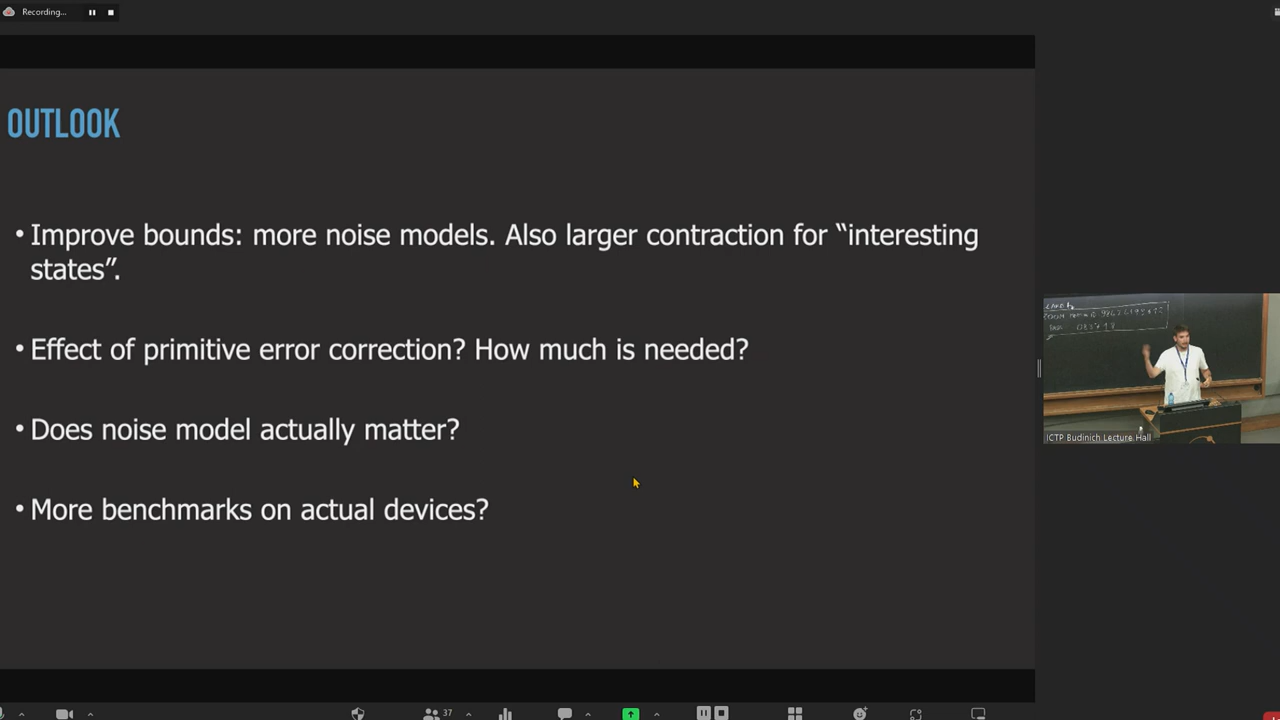 Recording...
OUTLOOK
• Improve bounds: more noise models. Also larger contraction for “interesting
states”.
• Effect of primitive error correction? How much is needed?
• Does noise model actually matter?
• More benchmarks on actual devices?
ICTP Budinich Lecture Hall
37